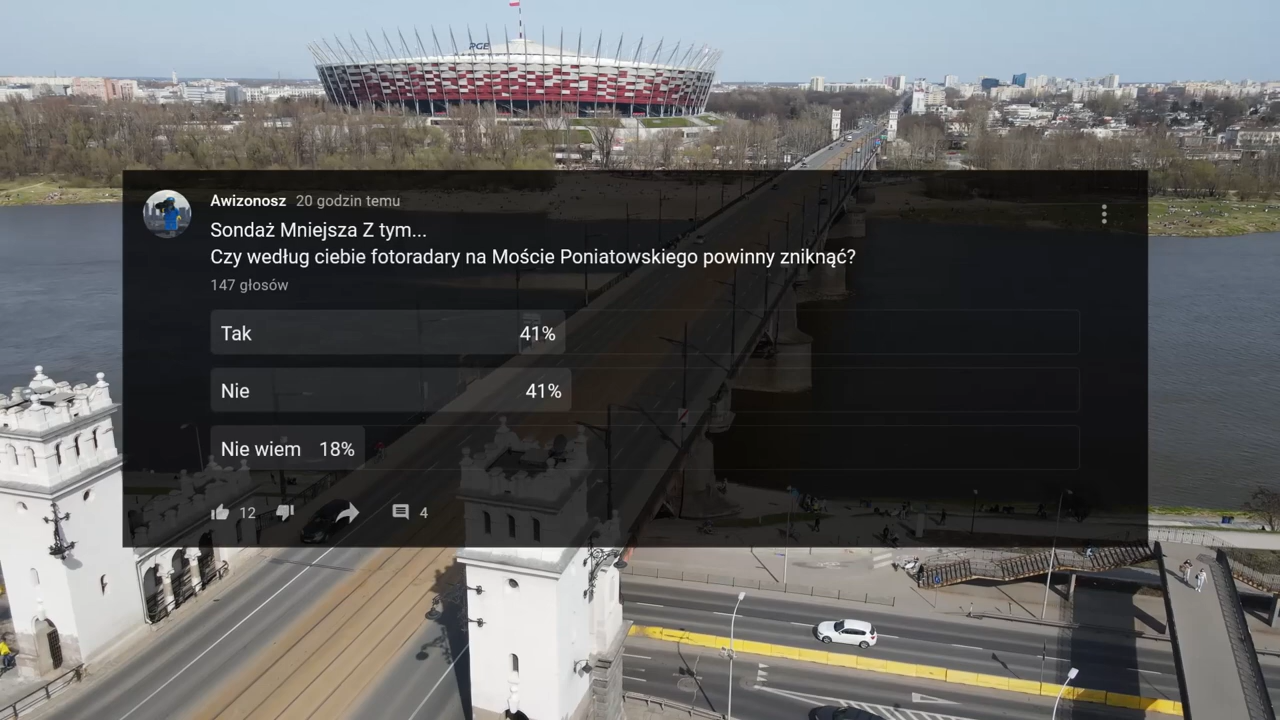 PGE
Awizonosz 20 godzin temu
Sondaż Mniejsza Z tym...
Czy według ciebie fotoradary na Moście Poniatowskiego powinny zniknąć?
147 głosów
Tak 41%
Nie 41%
Nie wiem 18%
12 4